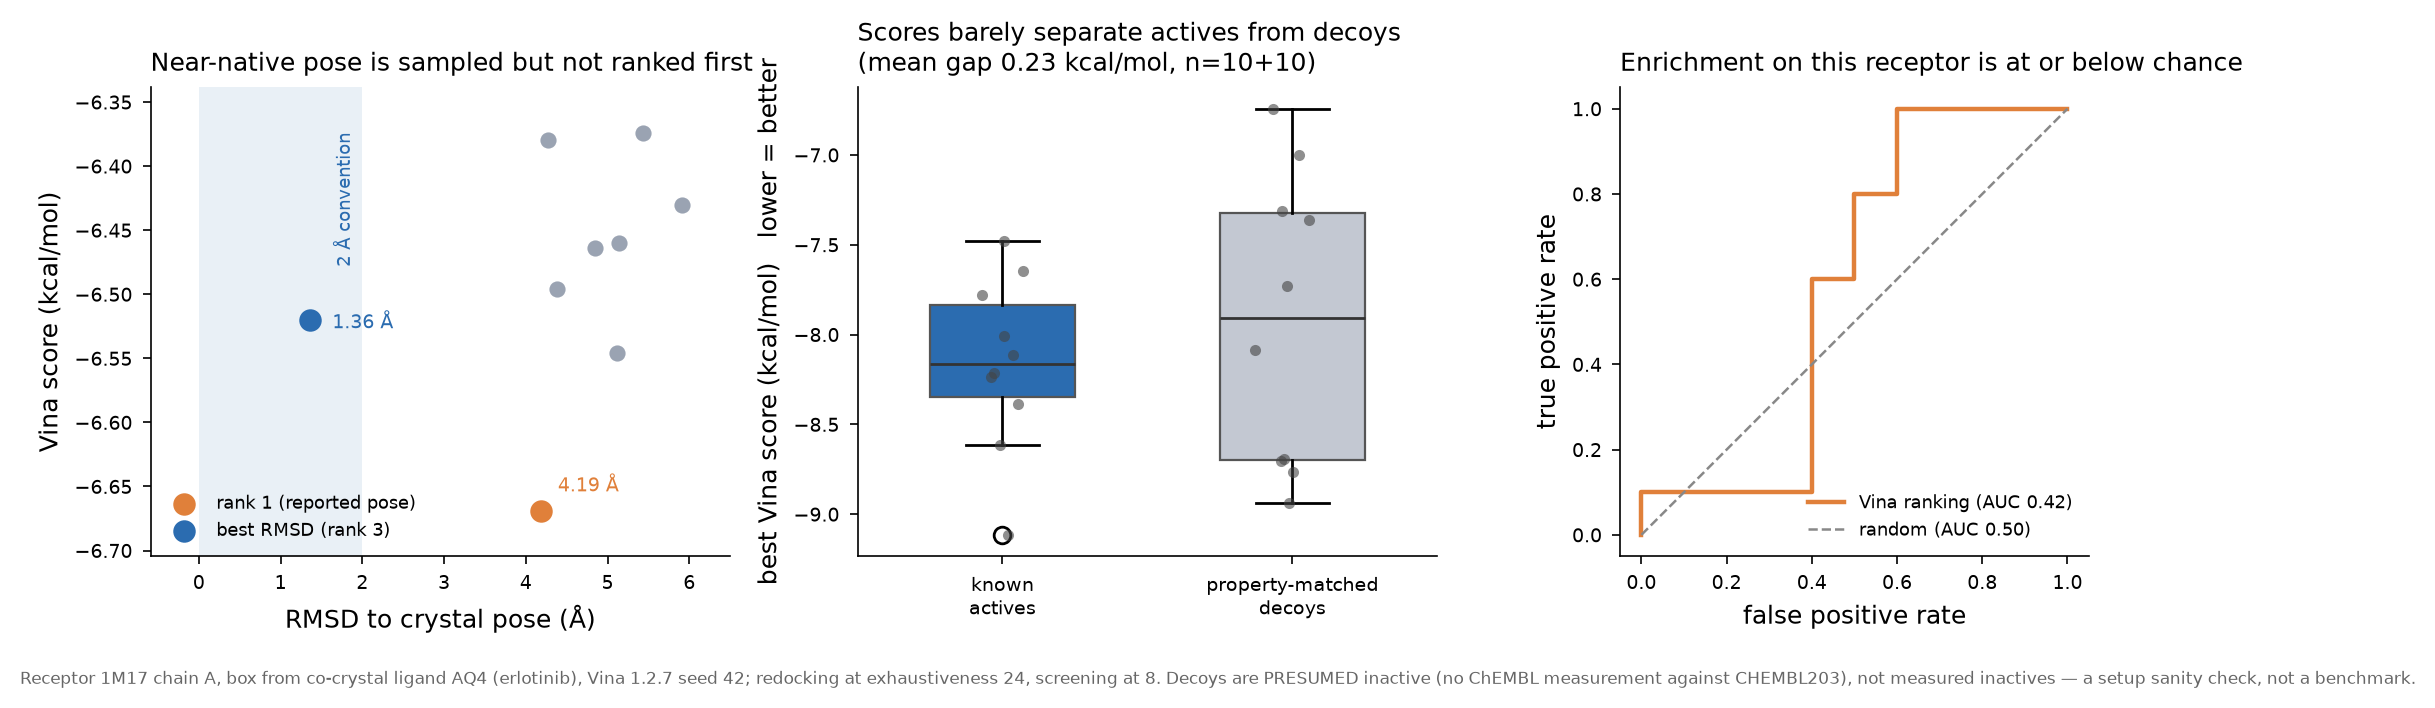 Near-native pose is sampled but not ranked first
Vina score (kcal/mol)
−6.35
−6.40
−6.45
−6.50
−6.55
−6.60
−6.65
−6.70
2 Å convention
1.36 Å
4.19 Å
rank 1 (reported pose)
best RMSD (rank 3)
0
1
2
3
4
5
6
RMSD to crystal pose (Å)
Scores barely separate actives from decoys
(mean gap 0.23 kcal/mol, n=10+10)
best Vina score (kcal/mol)   lower = better
−7.0
−7.5
−8.0
−8.5
−9.0
known
actives
property-matched
decoys
Enrichment on this receptor is at or below chance
true positive rate
1.0
0.8
0.6
0.4
0.2
0.0
Vina ranking (AUC 0.42)
random (AUC 0.50)
0.0
0.2
0.4
0.6
0.8
1.0
false positive rate
Receptor 1M17 chain A, box from co-crystal ligand AQ4 (erlotinib), Vina 1.2.7 seed 42; redocking at exhaustiveness 24, screening at 8. Decoys are PRESUMED inactive (no ChEMBL measurement against CHEMBL203), not measured inactives — a setup sanity check, not a benchmark.